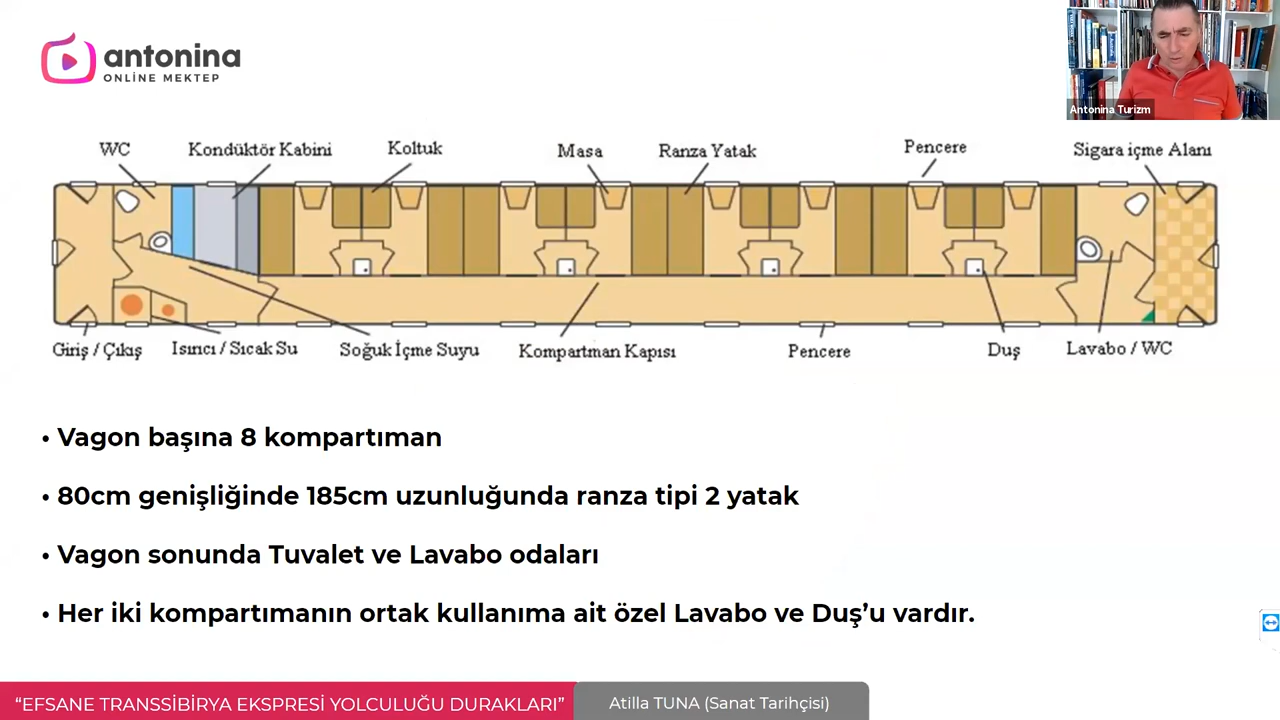 antonina
ONLİNE MEKTEP
Antonina Turizm
WC
Kondüktör Kabini
Koltuk
Masa
Ranza Yatak
Pencere
Sigara içme Alanı
Giriş / Çıkış
Isırıcı / Sıcak Su
Soğuk İçme Suyu
Kompartman Kapısı
Pencere
Duş
Lavabo / WC
• Vagon başına 8 kompartıman
• 80cm genişliğinde 185cm uzunluğunda ranza tipi 2 yatak
• Vagon sonunda Tuvalet ve Lavabo odaları
• Her iki kompartımanın ortak kullanıma ait özel Lavabo ve Duş’u vardır.
“EFSANE TRANSSİBİRYA EKSPRESİ YOLCULUĞU DURAKLARI”
Atilla TUNA (Sanat Tarihçisi)